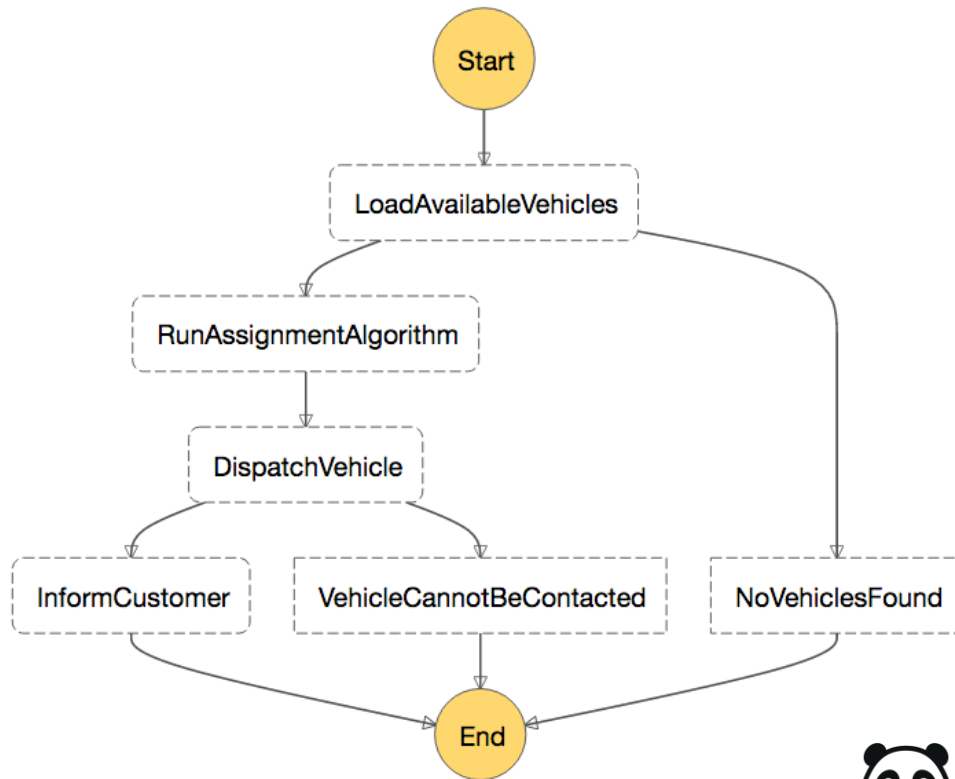 Start
LoadAvailableVehicles
RunAssignmentAlgorithm
DispatchVehicle
InformCustomer
VehicleCannotBeContacted
NoVehiclesFound
End